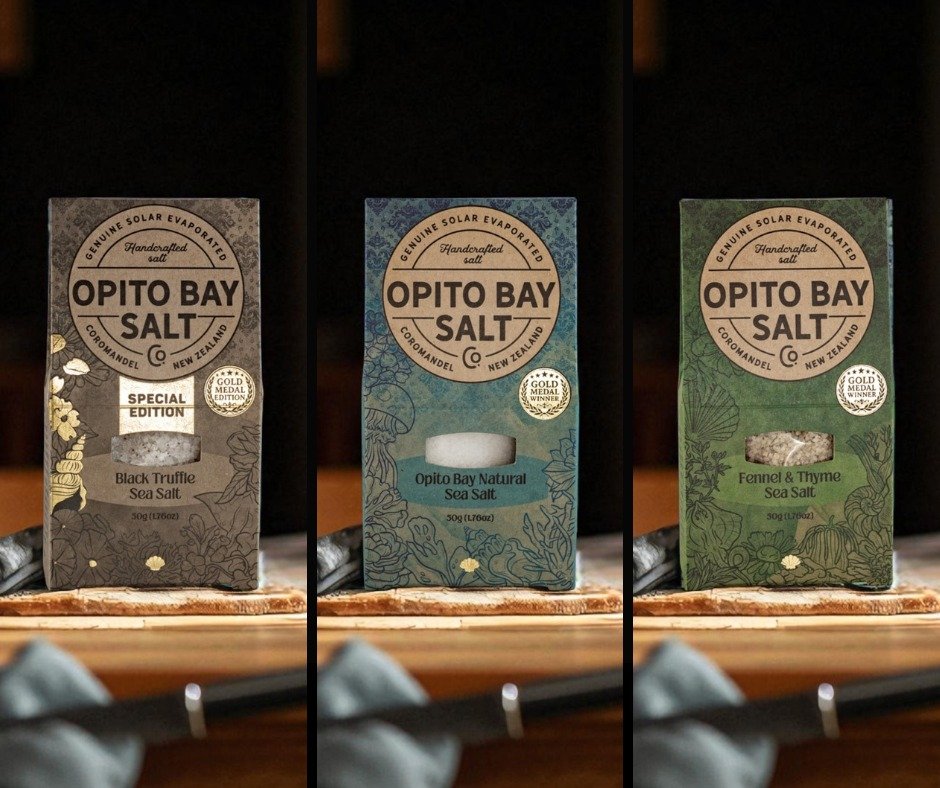 GENUINE SOLAR EVAPORATED
Handcrafted
salt
OPITO BAY
SALT
Co
COROMANDEL NEW ZEALAND
SPECIAL
EDITION
GOLD
MEDAL
EDITION
Black Truffle
Sea Salt
50g (1.76oz)
GENUINE SOLAR EVAPORATED
Handcrafted
salt
OPITO BAY
SALT
Co
COROMANDEL NEW ZEALAND
GOLD
MEDAL
WINNER
Opito Bay Natural
Sea Salt
50g (1.76oz)
GENUINE SOLAR EVAPORATED
Handcrafted
salt
OPITO BAY
SALT
Co
COROMANDEL NEW ZEALAND
GOLD
MEDAL
WINNER
Fennel & Thyme
Sea Salt
50g (1.76oz)